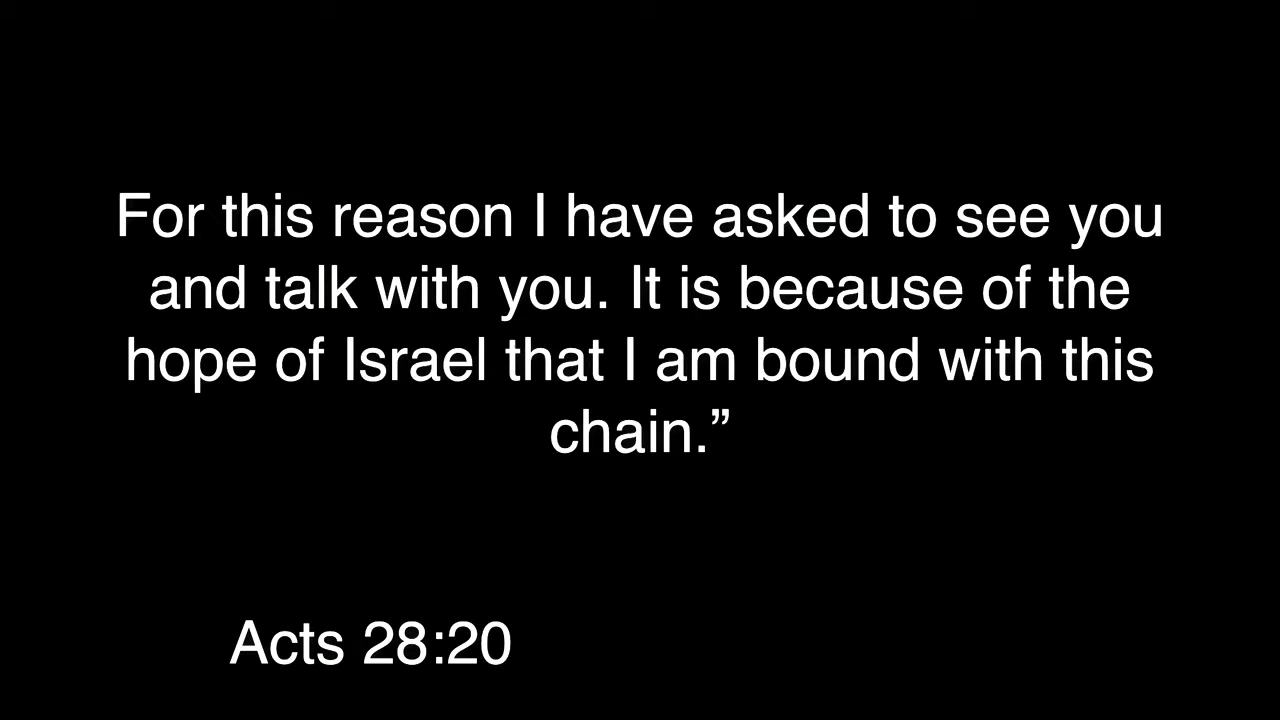 For this reason I have asked to see you
and talk with you. It is because of the
hope of Israel that I am bound with this
chain.”
Acts 28:20